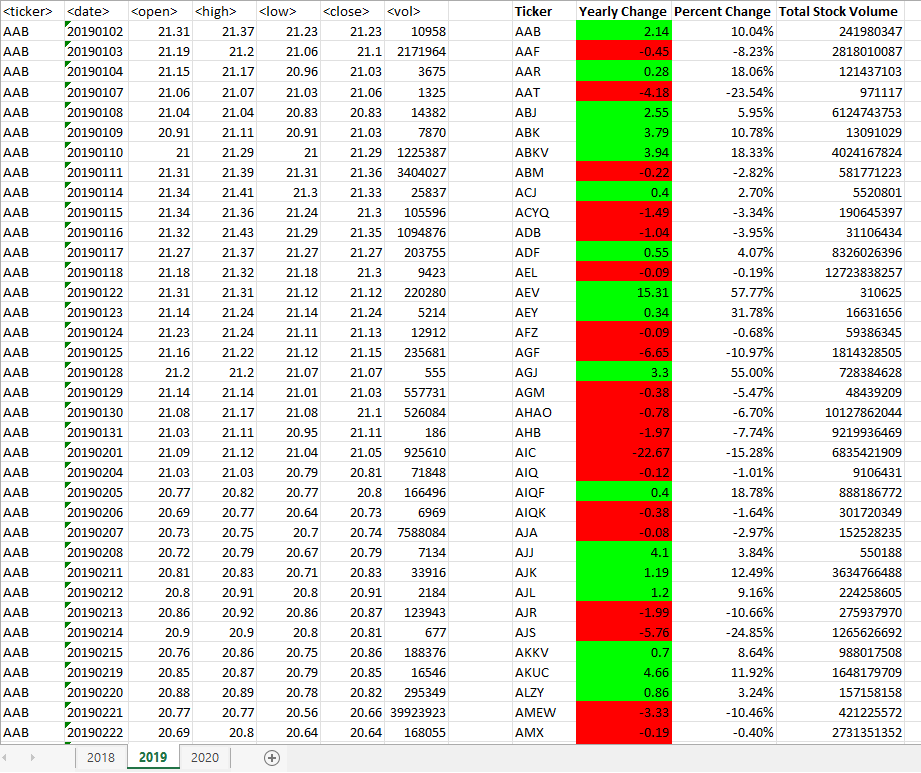 <ticker> <date> <open> <high> <low> <close> <vol> Ticker Yearly Change Percent Change Total Stock Volume
AAB 20190102 21.31 21.37 21.23 21.23 10958 AAB 2.14 10.04% 241980347
AAB 20190103 21.19 21.2 21.06 21.1 2171964 AAF -0.45 -8.23% 2818010087
AAB 20190104 21.15 21.17 20.96 21.03 3675 AAR 0.28 18.06% 121437103
AAB 20190107 21.06 21.07 21.03 21.06 1325 AAT -4.18 -23.54% 971117
AAB 20190108 21.04 21.04 20.83 20.83 14382 ABJ 2.55 5.95% 6124743753
AAB 20190109 20.91 21.11 20.91 21.03 7870 ABK 3.79 10.78% 13091029
AAB 20190110 21 21.29 21 21.29 1225387 ABKV 3.94 18.33% 4024167824
AAB 20190111 21.31 21.39 21.31 21.36 3404027 ABM -0.22 -2.82% 581771223
AAB 20190114 21.34 21.41 21.3 21.33 25837 ACJ 0.4 2.70% 5520801
AAB 20190115 21.34 21.36 21.24 21.3 105596 ACYQ -1.49 -3.34% 190645397
AAB 20190116 21.32 21.43 21.29 21.35 1094876 ADB -1.04 -3.95% 31106434
AAB 20190117 21.27 21.37 21.27 21.27 203755 ADF 0.55 4.07% 8326026396
AAB 20190118 21.18 21.32 21.18 21.3 9423 AEL -0.09 -0.19% 12723838257
AAB 20190122 21.31 21.31 21.12 21.12 220280 AEV 15.31 57.77% 310625
AAB 20190123 21.14 21.24 21.14 21.24 5214 AEY 0.34 31.78% 16631656
AAB 20190124 21.23 21.24 21.11 21.13 12912 AFZ -0.09 -0.68% 59386345
AAB 20190125 21.16 21.22 21.12 21.15 235681 AGF -6.65 -10.97% 1814328505
AAB 20190128 21.2 21.2 21.07 21.07 555 AGJ 3.3 55.00% 728384628
AAB 20190129 21.14 21.14 21.01 21.03 557731 AGM -0.38 -5.47% 48439209
AAB 20190130 21.08 21.17 21.08 21.1 526084 AHAO -0.78 -6.70% 10127862044
AAB 20190131 21.03 21.11 20.95 21.11 186 AHB -1.97 -7.74% 9219936469
AAB 20190201 21.09 21.12 21.04 21.05 925610 AIC -22.67 -15.28% 6835421909
AAB 20190204 21.03 21.03 20.79 20.81 71848 AIQ -0.12 -1.01% 9106431
AAB 20190205 20.77 20.82 20.77 20.8 166496 AIQF 0.4 18.78% 888186772
AAB 20190206 20.69 20.77 20.64 20.73 6969 AIQK -0.38 -1.64% 301720349
AAB 20190207 20.73 20.75 20.7 20.74 7588084 AJA -0.08 -2.97% 152528235
AAB 20190208 20.72 20.79 20.67 20.79 7134 AJJ 4.1 3.84% 550188
AAB 20190211 20.81 20.83 20.71 20.83 33916 AJK 1.19 12.49% 3634766488
AAB 20190212 20.8 20.91 20.8 20.91 2184 AJL 1.2 9.16% 224258605
AAB 20190213 20.86 20.92 20.86 20.87 123943 AJR -1.99 -10.66% 275937970
AAB 20190214 20.9 20.9 20.8 20.81 677 AJS -5.76 -24.85% 1265626692
AAB 20190215 20.76 20.86 20.75 20.86 188376 AKKV 0.7 8.64% 988017508
AAB 20190219 20.85 20.87 20.79 20.85 16546 AKUC 4.66 11.92% 1648179709
AAB 20190220 20.88 20.89 20.78 20.82 295349 ALZY 0.86 3.24% 157158158
AAB 20190221 20.77 20.77 20.56 20.66 39923923 AMEW -3.33 -10.46% 421225572
AAB 20190222 20.69 20.8 20.64 20.64 168055 AMX -0.19 -0.40% 2731351352
2018 2019 2020